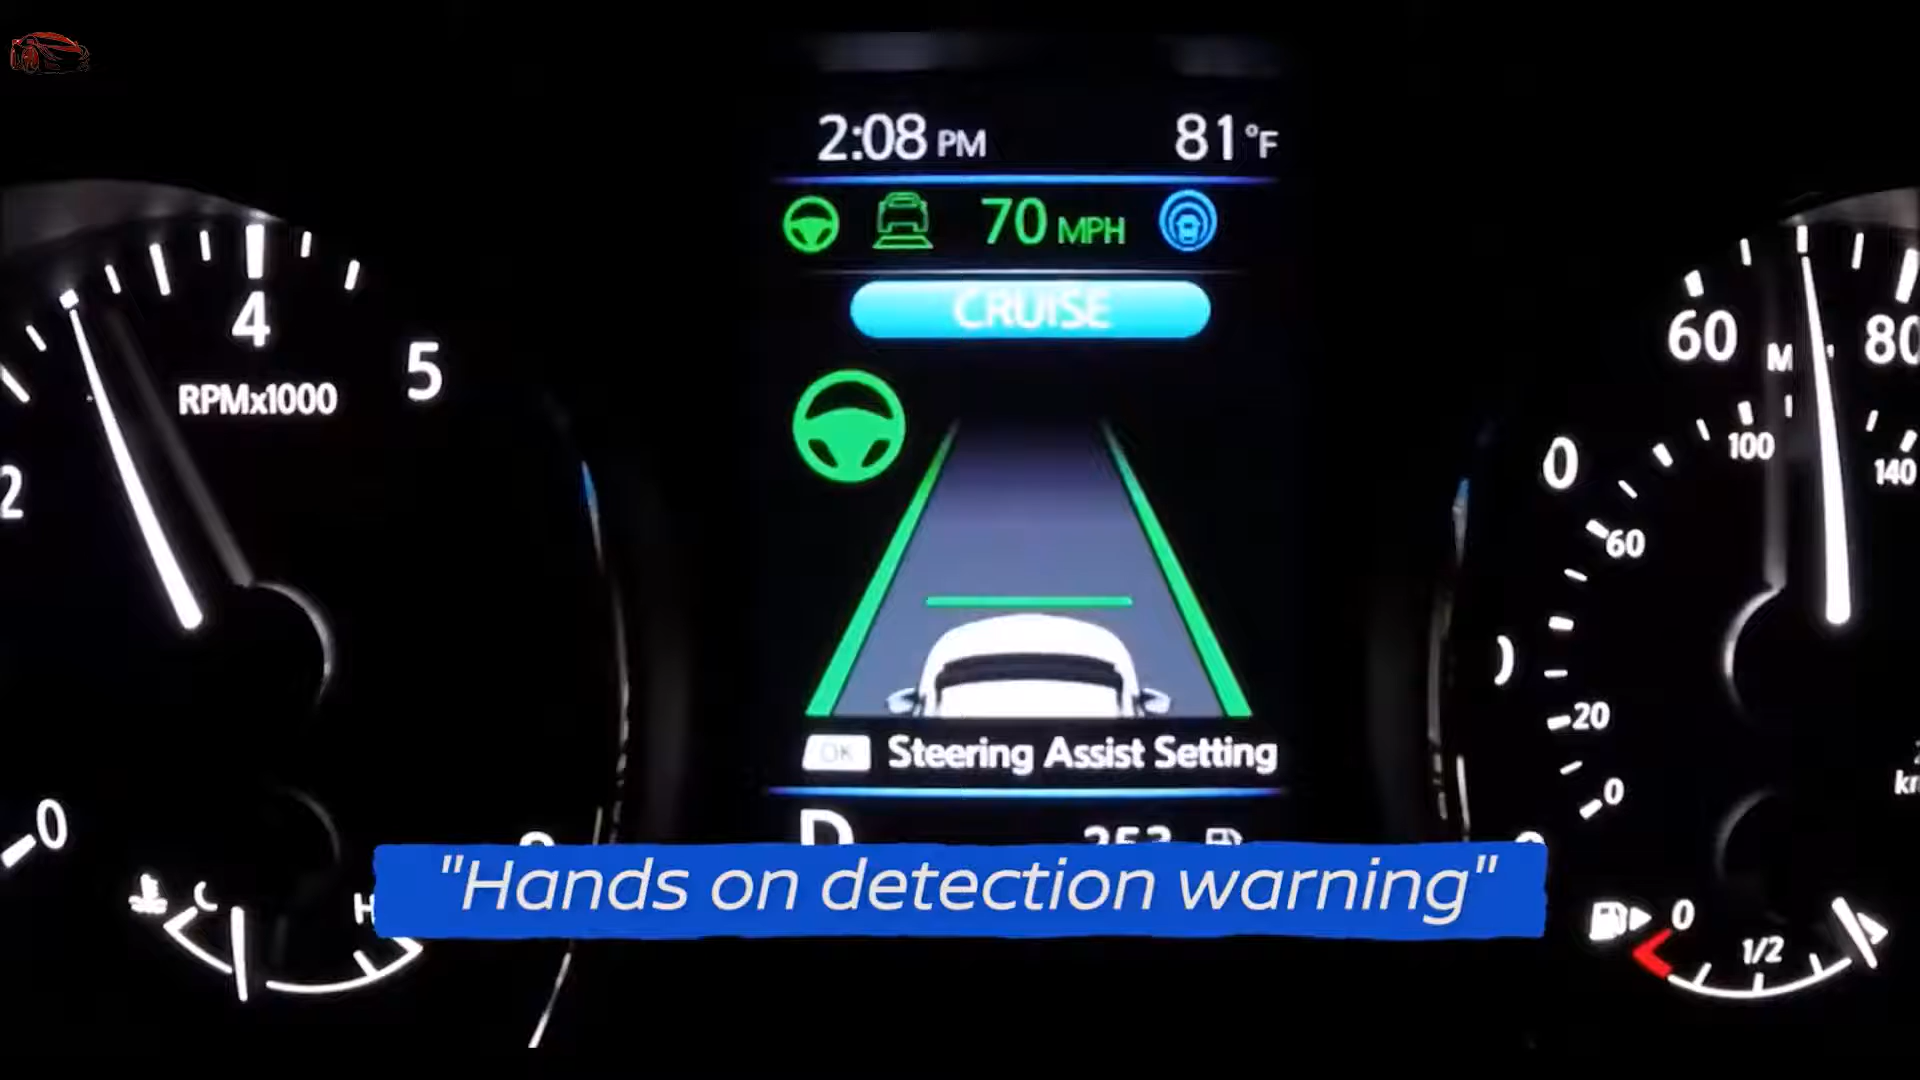 2:08 PM 81°F
70 MPH
CRUISE
4
5
2
0
RPMx1000
60
80
100
140
0
60
20
0
OK Steering Assist Setting
D 253
"Hands on detection warning"
C
H
0
1/2